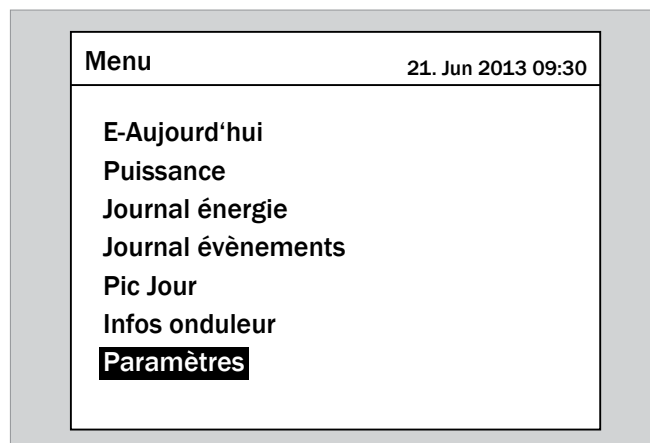 Menu
21. Jun 2013 09:30
E-Aujourd‘hui
Puissance
Journal énergie
Journal évènements
Pic Jour
Infos onduleur
Paramètres